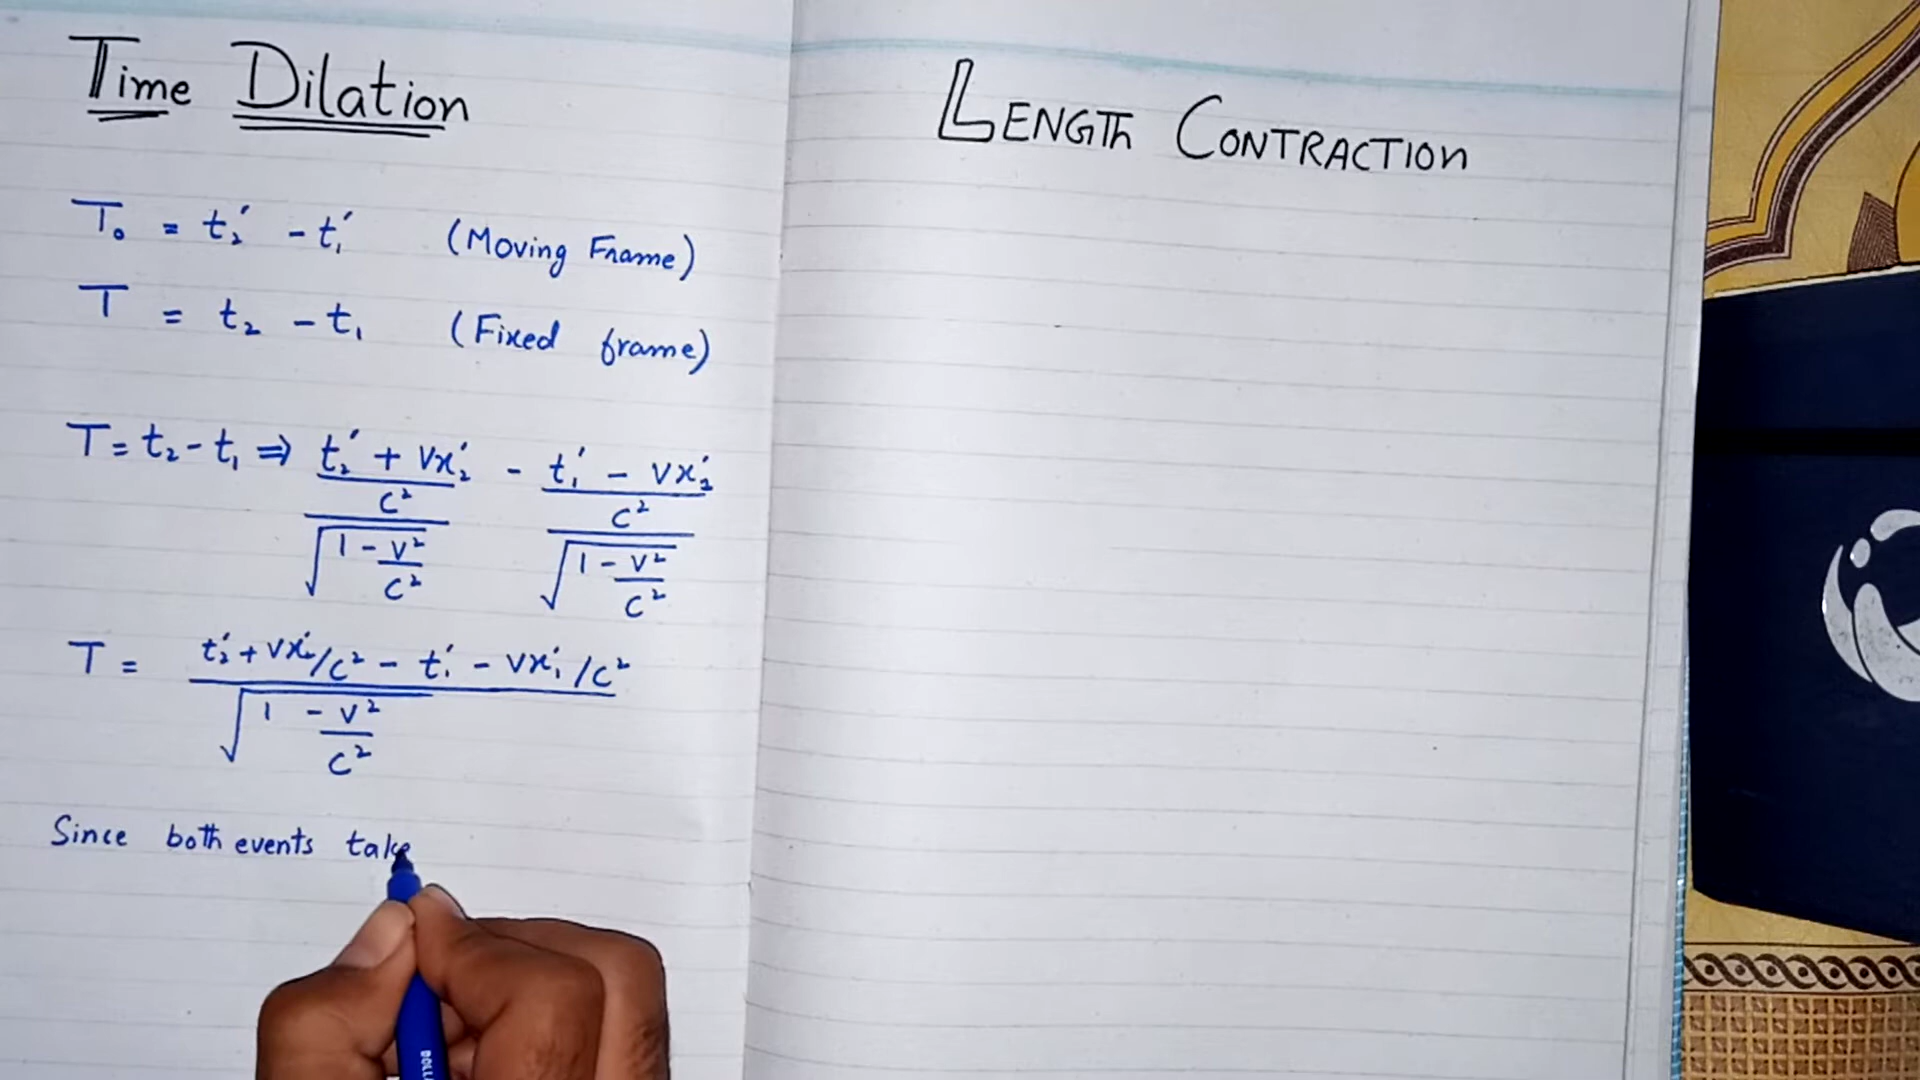 Time Dilation
T₀ = t₂′ - t₁′ (Moving Frame)
T = t₂ - t₁ (Fixed frame)
T = t₂ - t₁ ⇒ (t₂′ + vx₂′/c²)/√(1 - v²/c²) - (t₁′ - vx₂′/c²)/√(1 - v²/c²)
T = (t₂′ + vx₂′/c² - t₁′ - vx₁′/c²)/√(1 - v²/c²)
Since both events take
LENGTH CONTRACTION